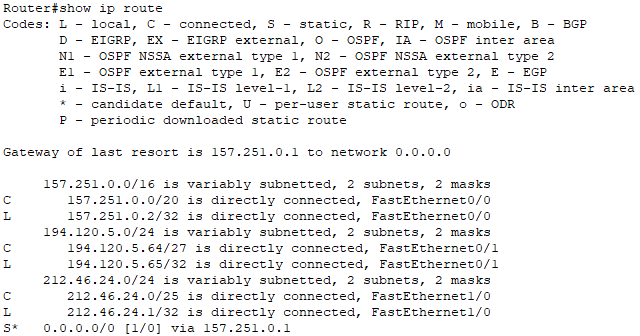 Router#show ip route
Codes: L - local, C - connected, S - static, R - RIP, M - mobile, B - BGP
       D - EIGRP, EX - EIGRP external, O - OSPF, IA - OSPF inter area
       N1 - OSPF NSSA external type 1, N2 - OSPF NSSA external type 2
       E1 - OSPF external type 1, E2 - OSPF external type 2, E - EGP
       i - IS-IS, L1 - IS-IS level-1, L2 - IS-IS level-2, ia - IS-IS inter area
       * - candidate default, U - per-user static route, o - ODR
       P - periodic downloaded static route

Gateway of last resort is 157.251.0.1 to network 0.0.0.0

     157.251.0.0/16 is variably subnetted, 2 subnets, 2 masks
C       157.251.0.0/20 is directly connected, FastEthernet0/0
L       157.251.0.2/32 is directly connected, FastEthernet0/0
     194.120.5.0/24 is variably subnetted, 2 subnets, 2 masks
C       194.120.5.64/27 is directly connected, FastEthernet0/1
L       194.120.5.65/32 is directly connected, FastEthernet0/1
     212.46.24.0/24 is variably subnetted, 2 subnets, 2 masks
C       212.46.24.0/25 is directly connected, FastEthernet1/0
L       212.46.24.1/32 is directly connected, FastEthernet1/0
S*   0.0.0.0/0 [1/0] via 157.251.0.1